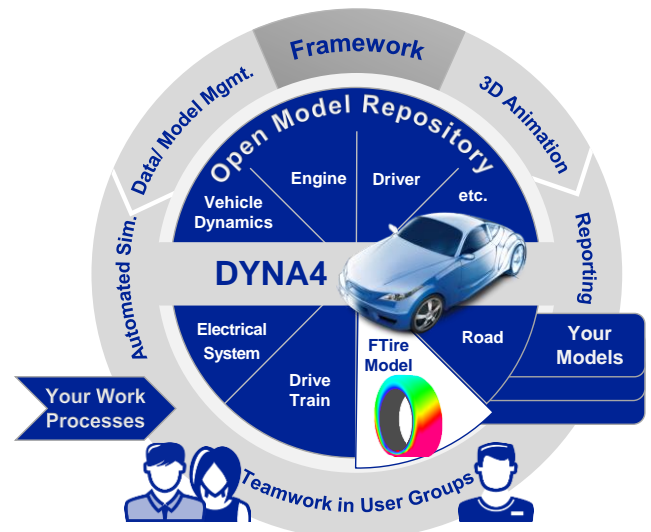 Framework
Data/ Model Mgmt.
3D Animation
Open Model Repository
Engine
Driver
Vehicle
Dynamics
etc.
Automated Sim.
Reporting
DYNA4
Electrical
System
FTire
Model
Road
Your
Models
Drive
Train
Your Work
Processes
Teamwork in User Groups